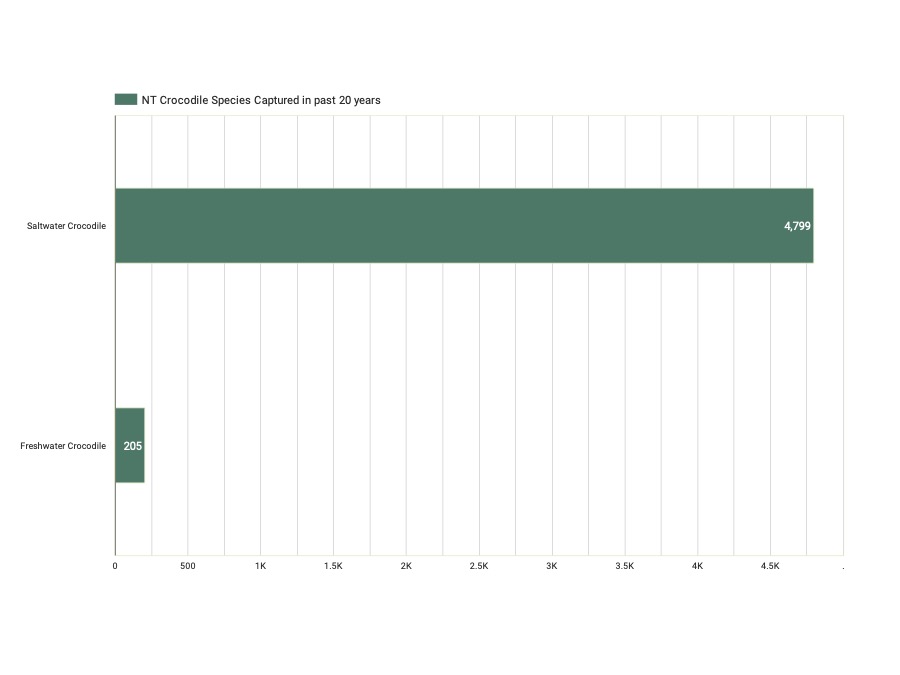 NT Crocodile Species Captured in past 20 years
Saltwater Crocodile
4,799
Freshwater Crocodile
205
0 500 1K 1.5K 2K 2.5K 3K 3.5K 4K 4.5K .